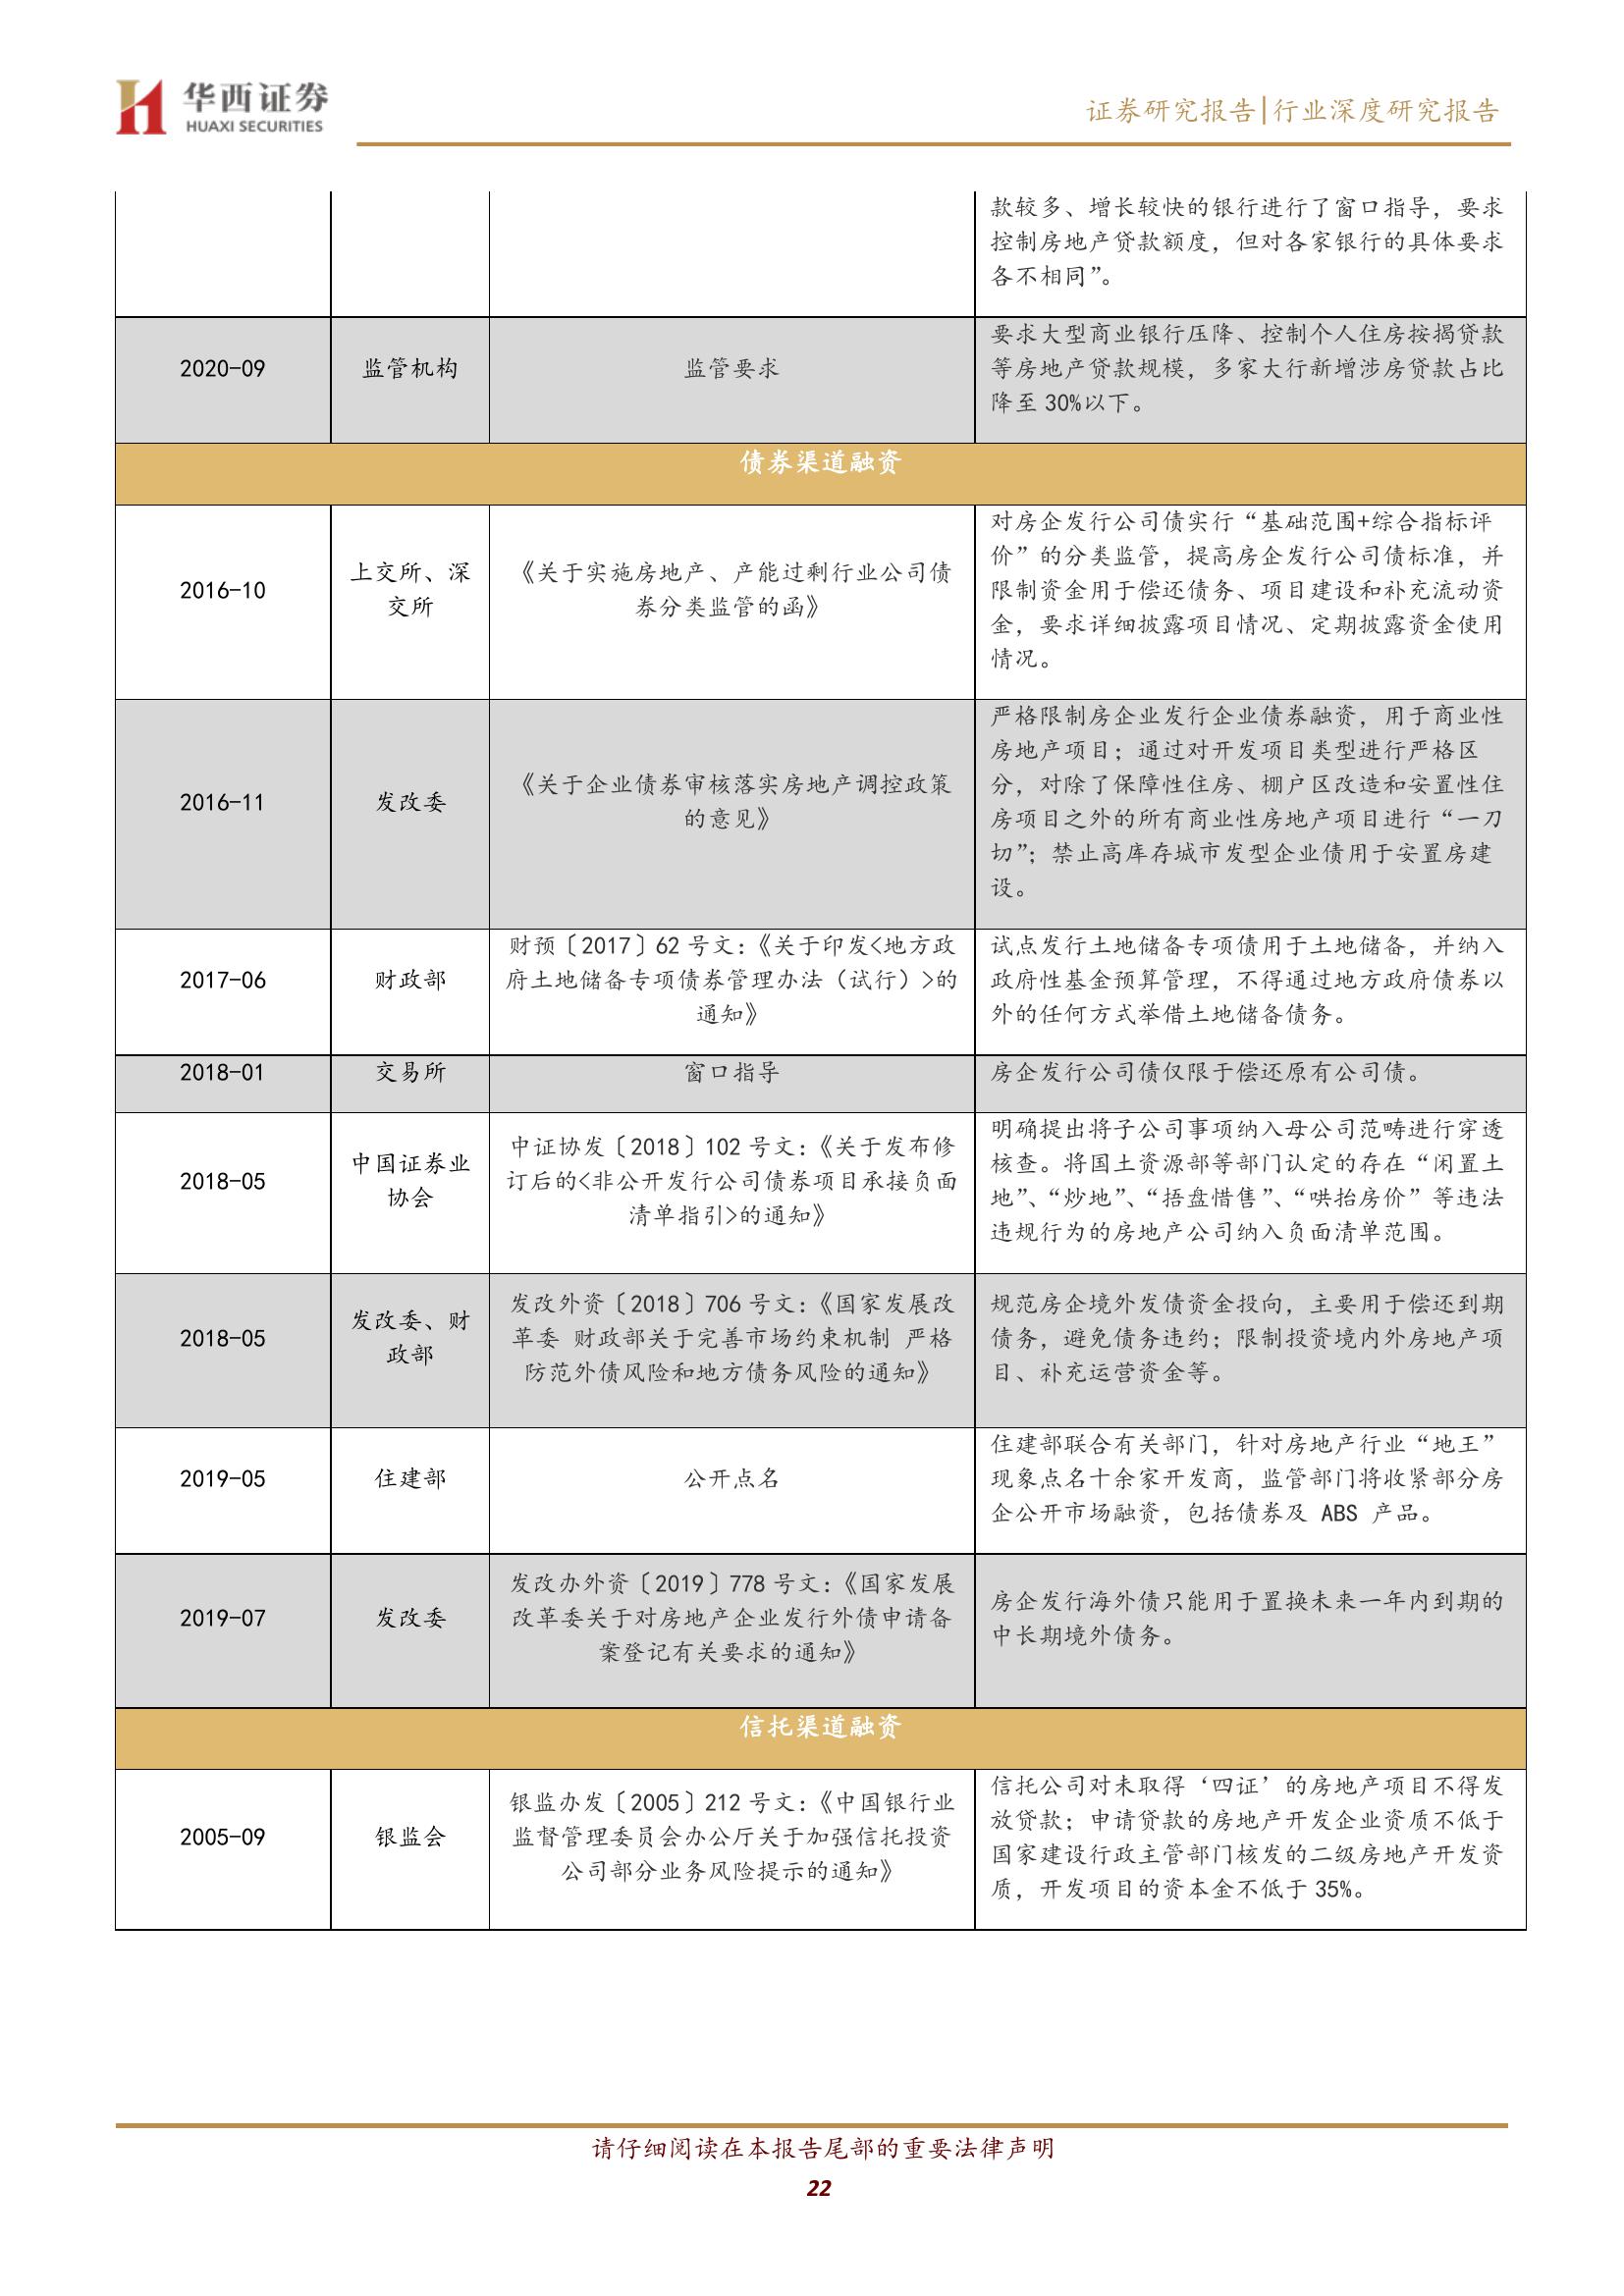 华西证券
HUAXI SECURITIES
证券研究报告|行业深度研究报告
款较多、增长较快的银行进行了窗口指导，要求
控制房地产贷款额度，但对各家银行的具体要求
各不相同”。
2020-09
监管机构
监管要求
要求大型商业银行压降、控制个人住房按揭贷款
等房地产贷款规模，多家大行新增涉房贷款占比
降至 30%以下。
债券渠道融资
2016-10
上交所、深
交所
《关于实施房地产、产能过剩行业公司债
券分类监管的函》
对房企发行公司债实行“基础范围+综合指标评
价”的分类监管，提高房企发行公司债标准，并
限制资金用于偿还债务、项目建设和补充流动资
金，要求详细披露项目情况、定期披露资金使用
情况。
2016-11
发改委
《关于企业债券审核落实房地产调控政策
的意见》
严格限制房企业发行企业债券融资，用于商业性
房地产项目；通过对开发项目类型进行严格区
分，对除了保障性住房、棚户区改造和安置性住
房项目之外的所有商业性房地产项目进行“一刀
切”；禁止高库存城市发型企业债用于安置房建
设。
2017-06
财政部
财预〔2017〕62 号文：《关于印发<地方政
府土地储备专项债券管理办法（试行）>的
通知》
试点发行土地储备专项债用于土地储备，并纳入
政府性基金预算管理，不得通过地方政府债券以
外的任何方式举借土地储备债务。
2018-01
交易所
窗口指导
房企发行公司债仅限于偿还原有公司债。
2018-05
中国证券业
协会
中证协发〔2018〕102 号文：《关于发布修
订后的<非公开发行公司债券项目承接负面
清单指引>的通知》
明确提出将子公司事项纳入母公司范畴进行穿透
核查。将国土资源部等部门认定的存在“闲置土
地”、“炒地”、“捂盘惜售”、“哄抬房价”等违法
违规行为的房地产公司纳入负面清单范围。
2018-05
发改委、财
政部
发改外资〔2018〕706 号文：《国家发展改
革委 财政部关于完善市场约束机制 严格
防范外债风险和地方债务风险的通知》
规范房企境外发债资金投向，主要用于偿还到期
债务，避免债务违约；限制投资境内外房地产项
目、补充运营资金等。
2019-05
住建部
公开点名
住建部联合有关部门，针对房地产行业“地王”
现象点名十余家开发商，监管部门将收紧部分房
企公开市场融资，包括债券及 ABS 产品。
2019-07
发改委
发改办外资〔2019〕778 号文：《国家发展
改革委关于对房地产企业发行外债申请备
案登记有关要求的通知》
房企发行海外债只能用于置换未来一年内到期的
中长期境外债务。
信托渠道融资
2005-09
银监会
银监办发〔2005〕212 号文：《中国银行业
监督管理委员会办公厅关于加强信托投资
公司部分业务风险提示的通知》
信托公司对未取得‘四证’的房地产项目不得发
放贷款；申请贷款的房地产开发企业资质不低于
国家建设行政主管部门核发的二级房地产开发资
质，开发项目的资本金不低于 35%。
请仔细阅读在本报告尾部的重要法律声明
22